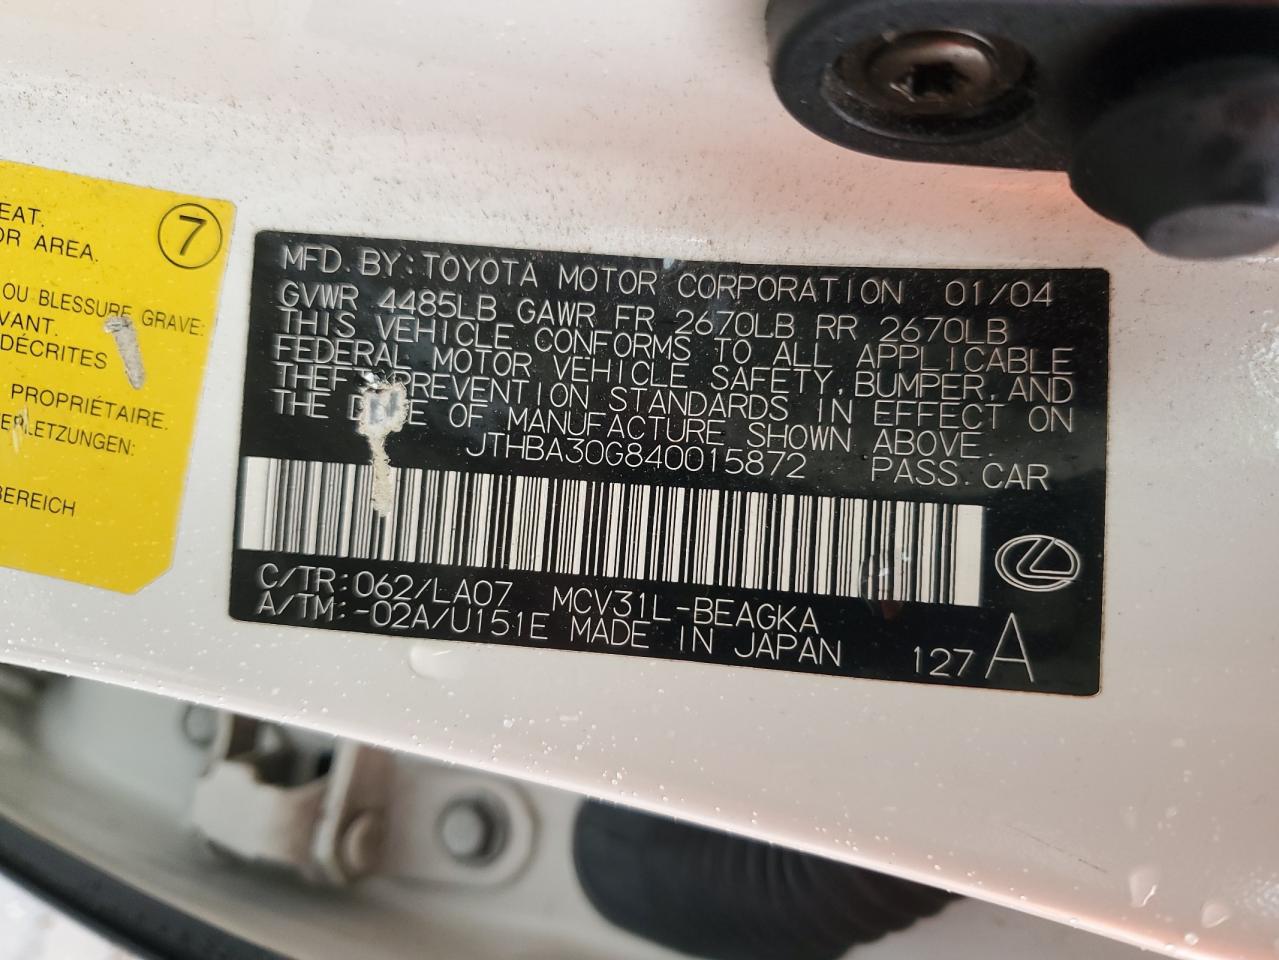 EAT.
OR AREA.
7
OU BLESSURE GRAVE:
VANT.
DÉCRITES
PROPRIÉTAIRE.
ERLETZUNGEN:
BEREICH
MFD. BY: TOYOTA MOTOR CORPORATION 01/04
GVWR 4485LB GAWR FR 2670LB RR 2670LB
THIS VEHICLE CONFORMS TO ALL APPLICABLE
FEDERAL MOTOR VEHICLE SAFETY, BUMPER, AND
THEFT PREVENTION STANDARDS IN EFFECT ON
THE DATE OF MANUFACTURE SHOWN ABOVE.
JTHBA30G840015872 PASS. CAR
C/TR: 062/LA07 MCV31L-BEAGKA
A/TM: -02A/U151E MADE IN JAPAN 127 A